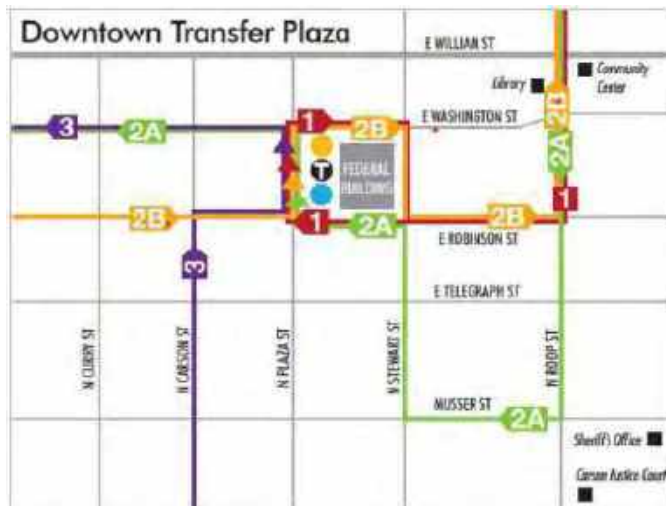 Downtown Transfer Plaza
E WILLIAN ST
Library
Community
Center
2B
3
2A
1
2B
E WASHINGTON ST
2A
T
FEDERAL
BUILDING
1
2B
1
2A
2B
E ROBINSON ST
3
E TELEGRAPH ST
N CURRY ST
N CARSON ST
N PLAZA ST
N STEWART ST
N ROOP ST
MUSSER ST
2A
Sheriff's Office
Carson Justice Court